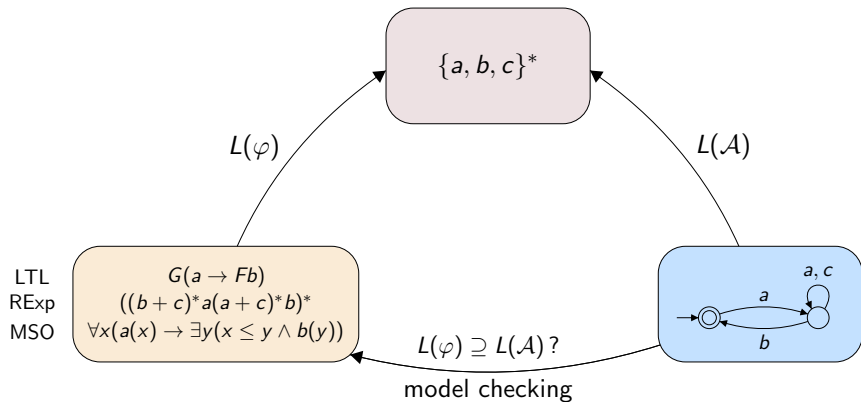 {a, b, c}*
L(φ)
L(𝒜)
LTL
G(a → Fb)
RExp
((b + c)*a(a + c)*b)*
MSO
∀x(a(x) → ∃y(x ≤ y ∧ b(y))
a, c
a
b
L(φ) ⊇ L(𝒜) ?
model checking